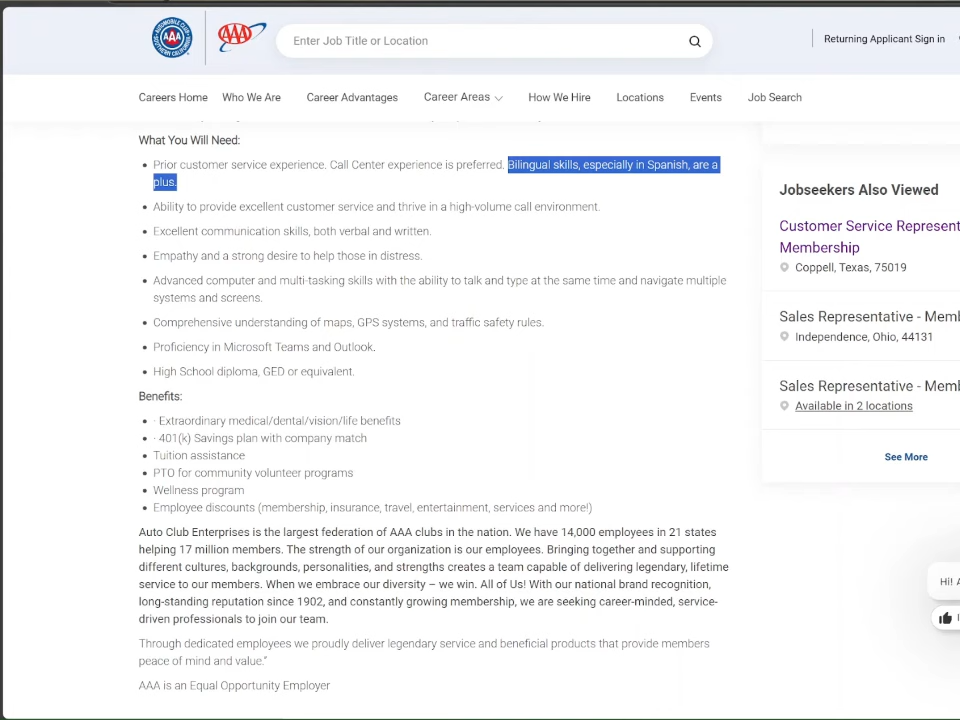 AAA
AAA
Enter Job Title or Location
Returning Applicant Sign in
Careers Home
Who We Are
Career Advantages
Career Areas
How We Hire
Locations
Events
Job Search
What You Will Need:
Prior customer service experience. Call Center experience is preferred. Bilingual skills, especially in Spanish, are a
plus.
Ability to provide excellent customer service and thrive in a high-volume call environment.
Excellent communication skills, both verbal and written.
Empathy and a strong desire to help those in distress.
Advanced computer and multi-tasking skills with the ability to talk and type at the same time and navigate multiple
systems and screens.
Comprehensive understanding of maps, GPS systems, and traffic safety rules.
Proficiency in Microsoft Teams and Outlook.
High School diploma, GED or equivalent.
Benefits:
· Extraordinary medical/dental/vision/life benefits
· 401(k) Savings plan with company match
Tuition assistance
PTO for community volunteer programs
Wellness program
Employee discounts (membership, insurance, travel, entertainment, services and more!)
Auto Club Enterprises is the largest federation of AAA clubs in the nation. We have 14,000 employees in 21 states
helping 17 million members. The strength of our organization is our employees. Bringing together and supporting
different cultures, backgrounds, personalities, and strengths creates a team capable of delivering legendary, lifetime
service to our members. When we embrace our diversity – we win. All of Us! With our national brand recognition,
long-standing reputation since 1902, and constantly growing membership, we are seeking career-minded, service-
driven professionals to join our team.
Through dedicated employees we proudly deliver legendary service and beneficial products that provide members
peace of mind and value."
AAA is an Equal Opportunity Employer
Jobseekers Also Viewed
Customer Service Represent
Membership
Coppell, Texas, 75019
Sales Representative - Memb
Independence, Ohio, 44131
Sales Representative - Memb
Available in 2 locations
See More
Hi! A